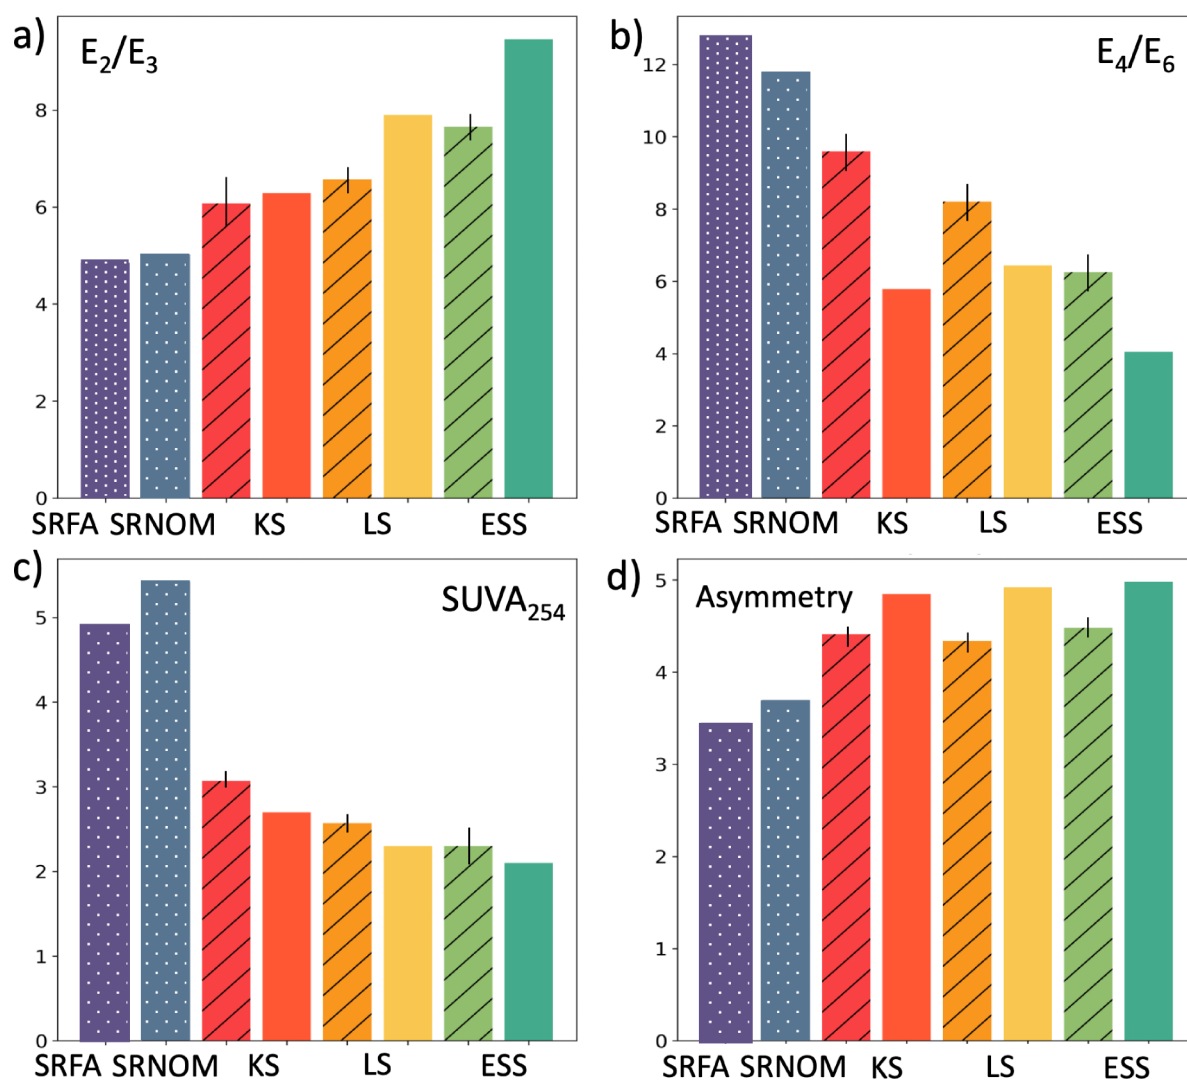 a)
E₂/E₃
8
6
4
2
0
SRFA SRNOM KS LS ESS
b)
E₄/E₆
12
10
8
6
4
2
0
SRFA SRNOM KS LS ESS
c)
SUVA₂₅₄
5
4
3
2
1
0
SRFA SRNOM KS LS ESS
d)
Asymmetry
5
4
3
2
1
0
SRFA SRNOM KS LS ESS